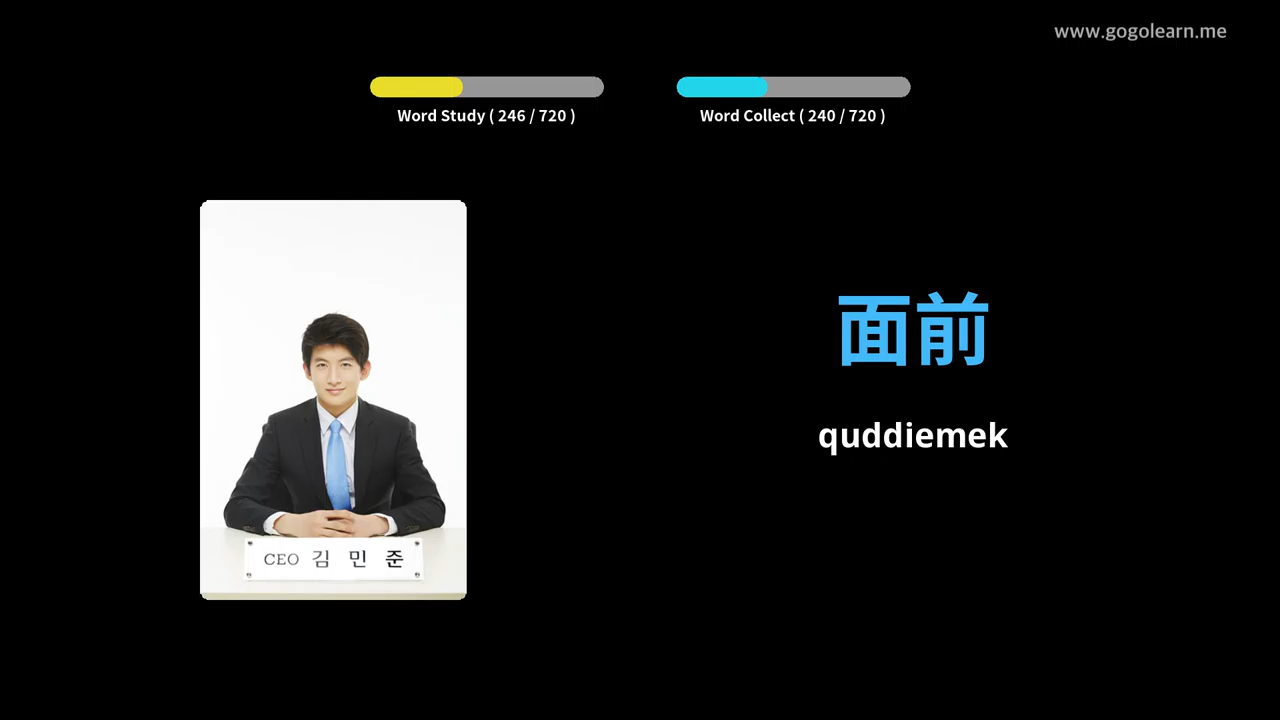 www.gogolearn.me
Word Study ( 246 / 720 )
Word Collect ( 240 / 720 )
面前
quddiemek
CEO 김 민 준